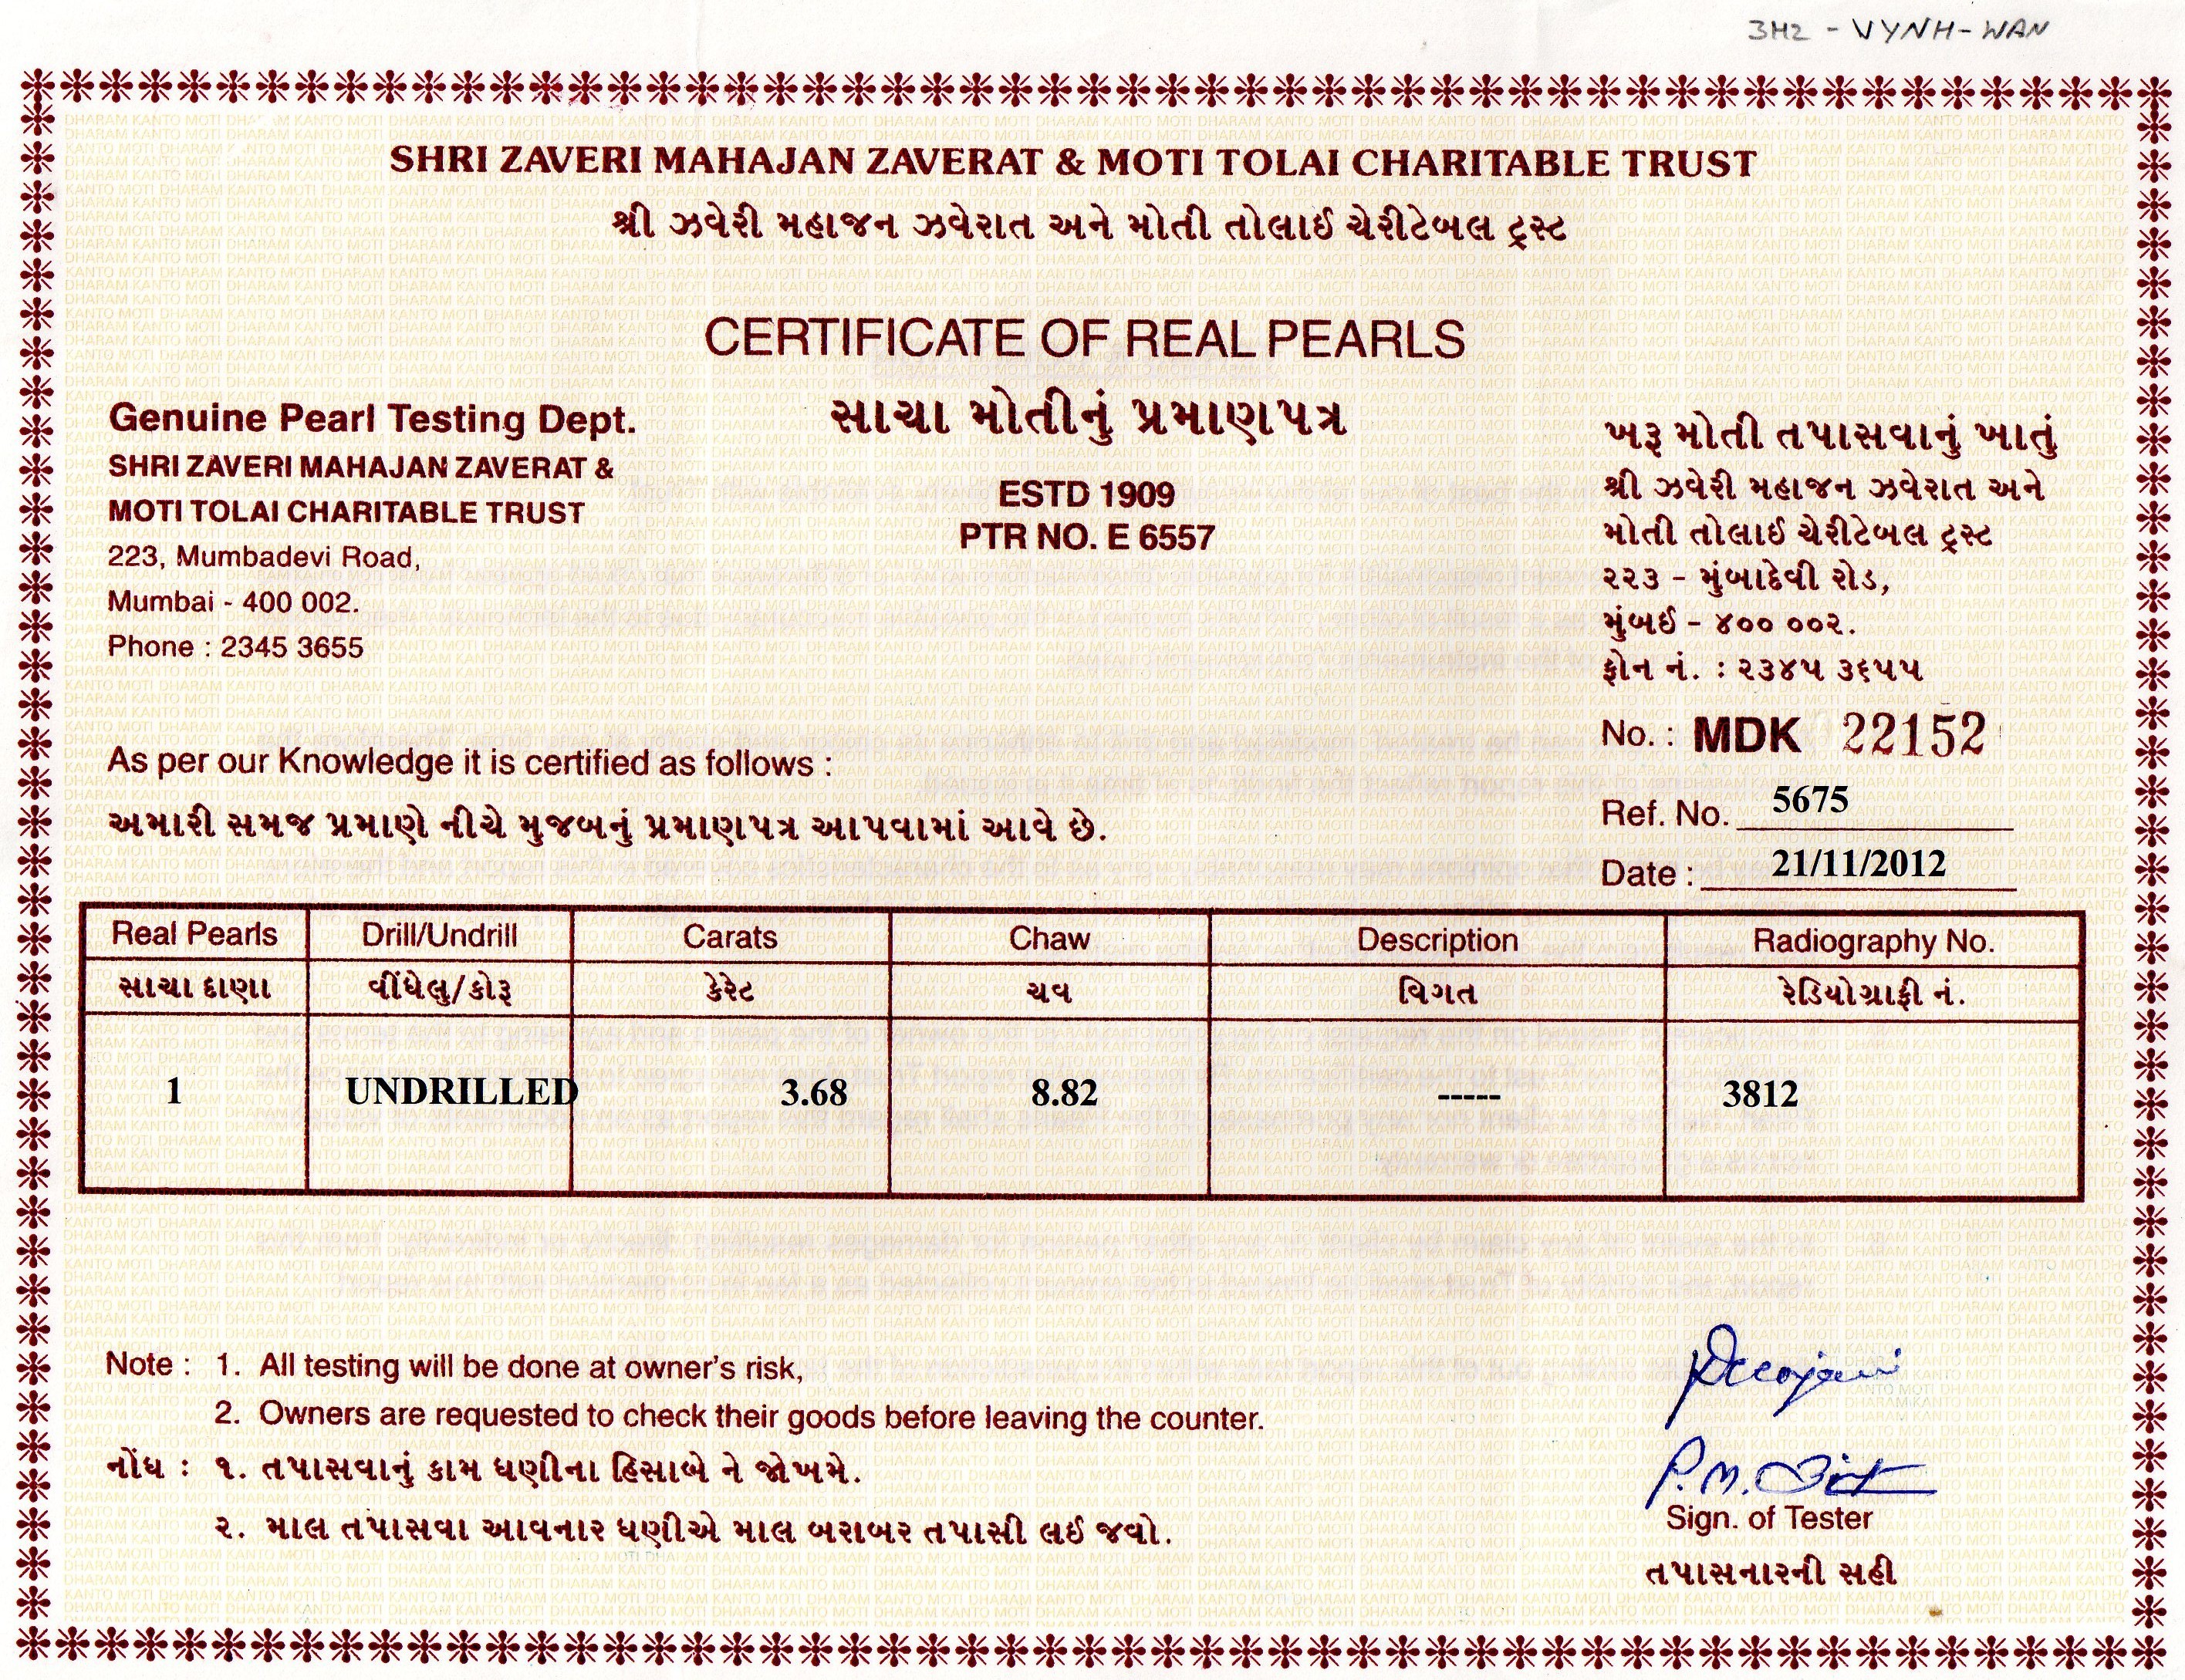 3H2 - VYNH - WAN
SHRI ZAVERI MAHAJAN ZAVERAT & MOTI TOLAI CHARITABLE TRUST
શ્રી ઝવેરી મહાજન ઝવેરાત અને મોતી તોલાઈ ચેરીટેબલ ટ્રસ્ટ
CERTIFICATE OF REAL PEARLS
સાચા મોતીનું પ્રમાણપત્ર
ESTD 1909
PTR NO. E 6557
Genuine Pearl Testing Dept.
SHRI ZAVERI MAHAJAN ZAVERAT &
MOTI TOLAI CHARITABLE TRUST
223, Mumbadevi Road,
Mumbai - 400 002.
Phone : 2345 3655
ખરૂ મોતી તપાસવાનું ખાતું
શ્રી ઝવેરી મહાજન ઝવેરાત અને
મોતી તોલાઈ ચેરીટેબલ ટ્રસ્ટ
૨૨૩ - મુંબાદેવી રોડ,
મુંબઈ - ૪૦૦ ૦૦૨.
ફોન નં. : ૨૩૪૫ ૩૬૫૫
No. : MDK 22152
Ref. No. 5675
Date : 21/11/2012
As per our Knowledge it is certified as follows :
અમારી સમજ પ્રમાણે નીચે મુજબનું પ્રમાણપત્ર આપવામાં આવે છે.
Real Pearls Drill/Undrill Carats Chaw Description Radiography No.
સાચા દાણા વીંધેલુ/કોરૂ કેરેટ ચવ વિગત રેડિયોગ્રાફી નં.
1 UNDRILLED 3.68 8.82 ----- 3812
Note : 1. All testing will be done at owner's risk,
2. Owners are requested to check their goods before leaving the counter.
નોંધ : ૧. તપાસવાનું કામ ધણીના હિસાબે ને જોખમે.
૨. માલ તપાસવા આવનાર ધણીએ માલ બરાબર તપાસી લઈ જવો.
P.M.
Sign. of Tester
તપાસનારની સહી